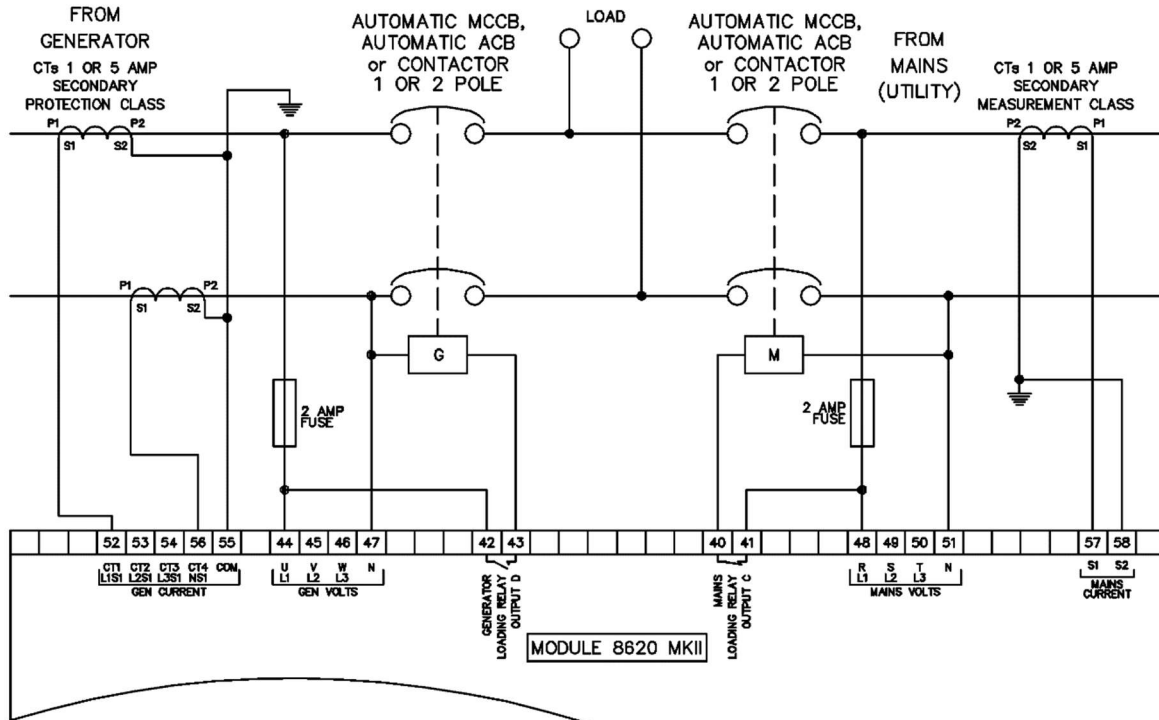 FROM
GENERATOR
CTs 1 OR 5 AMP
SECONDARY
PROTECTION CLASS
AUTOMATIC MCCB,
AUTOMATIC ACB
or CONTACTOR
1 OR 2 POLE
LOAD
AUTOMATIC MCCB,
AUTOMATIC ACB
or CONTACTOR
1 OR 2 POLE
FROM
MAINS
(UTILITY)
CTs 1 OR 5 AMP
SECONDARY
MEASUREMENT CLASS
P1 P2
S1 S2
P2 P1
S2 S1
P1 P2
S1 S2
G
M
2 AMP
FUSE
2 AMP
FUSE
52 53 54 56 55 44 45 46 47 42 43 40 41 48 49 50 51 57 58
CT1 CT2 CT3 CT4 COM
L1S1 L2S1 L3S1 NS1
GEN CURRENT
U V W N
L1 L2 L3
GEN VOLTS
GENERATOR
LOADING RELAY
OUTPUT D
MAINS
LOADING RELAY
OUTPUT C
R S T N
L1 L2 L3
MAINS VOLTS
S1 S2
MAINS
CURRENT
MODULE 8620 MKII